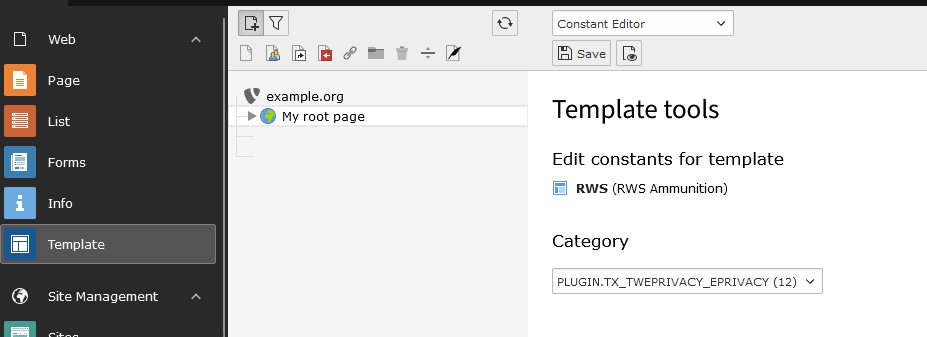 Web
Page
List
Forms
Info
Template
Site Management
Sites
example.org
My root page
Constant Editor
Save
Template tools
Edit constants for template
RWS (RWS Ammunition)
Category
PLUGIN.TX_TWEPRIVACY_EPRIVACY (12)